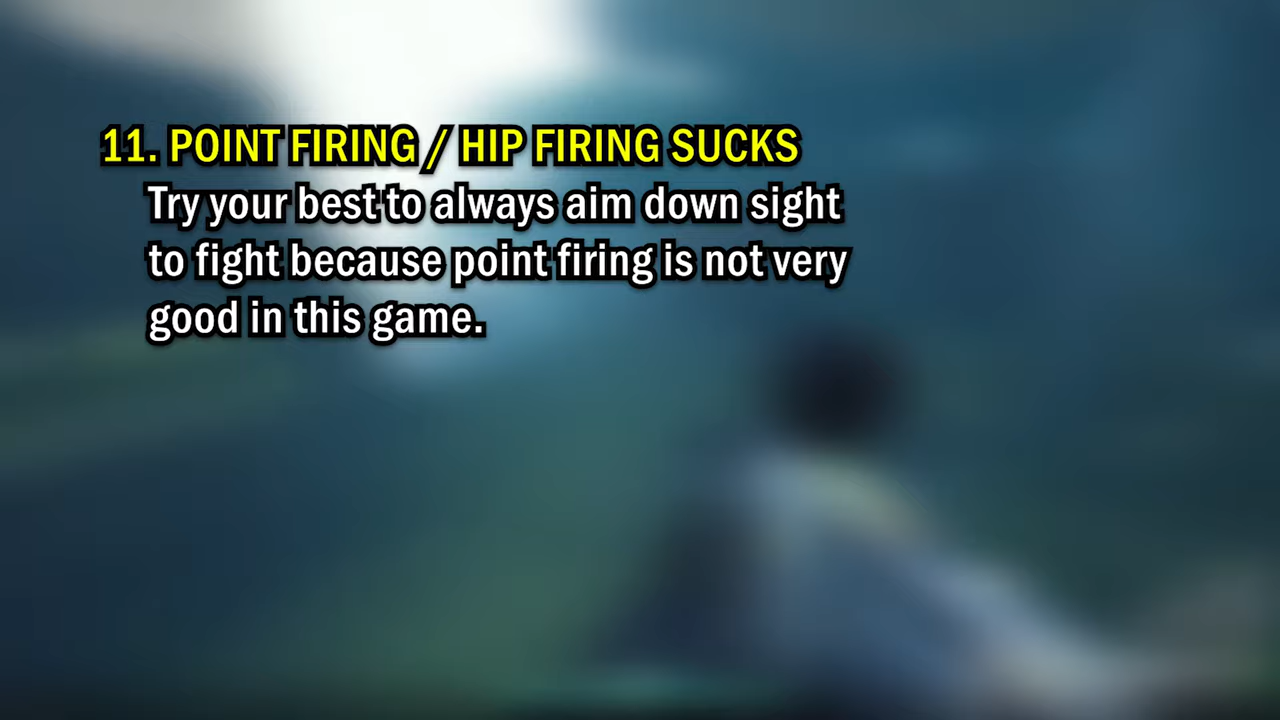 11. POINT FIRING / HIP FIRING SUCKS
Try your best to always aim down sight
to fight because point firing is not very
good in this game.